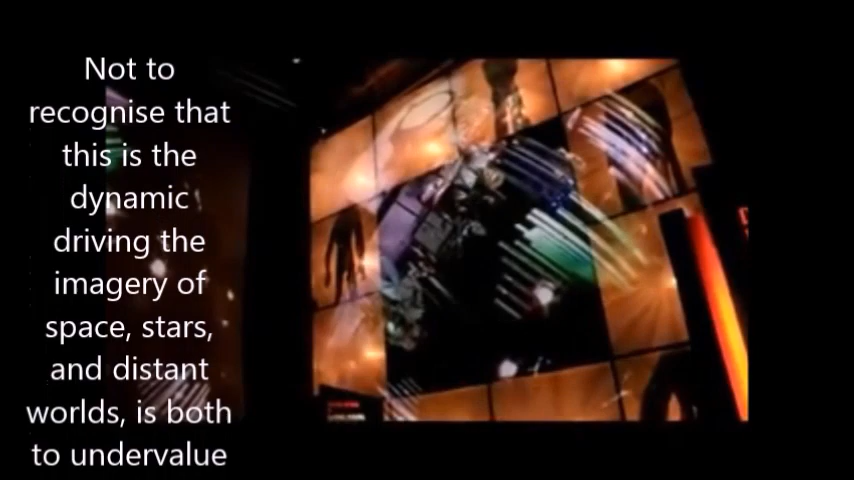 Not to
recognise that
this is the
dynamic
driving the
imagery of
space, stars,
and distant
worlds, is both
to undervalue